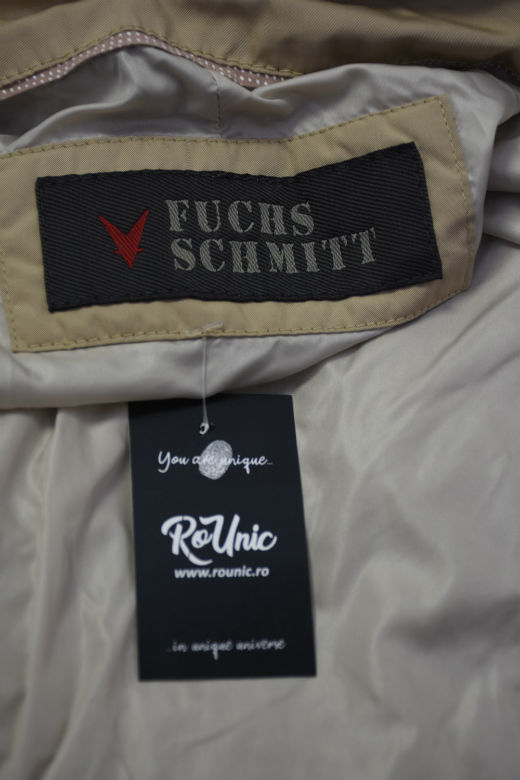 FUCHS
SCHMITT
You are unique...
RoUnic
www.rounic.ro
...in unique universe